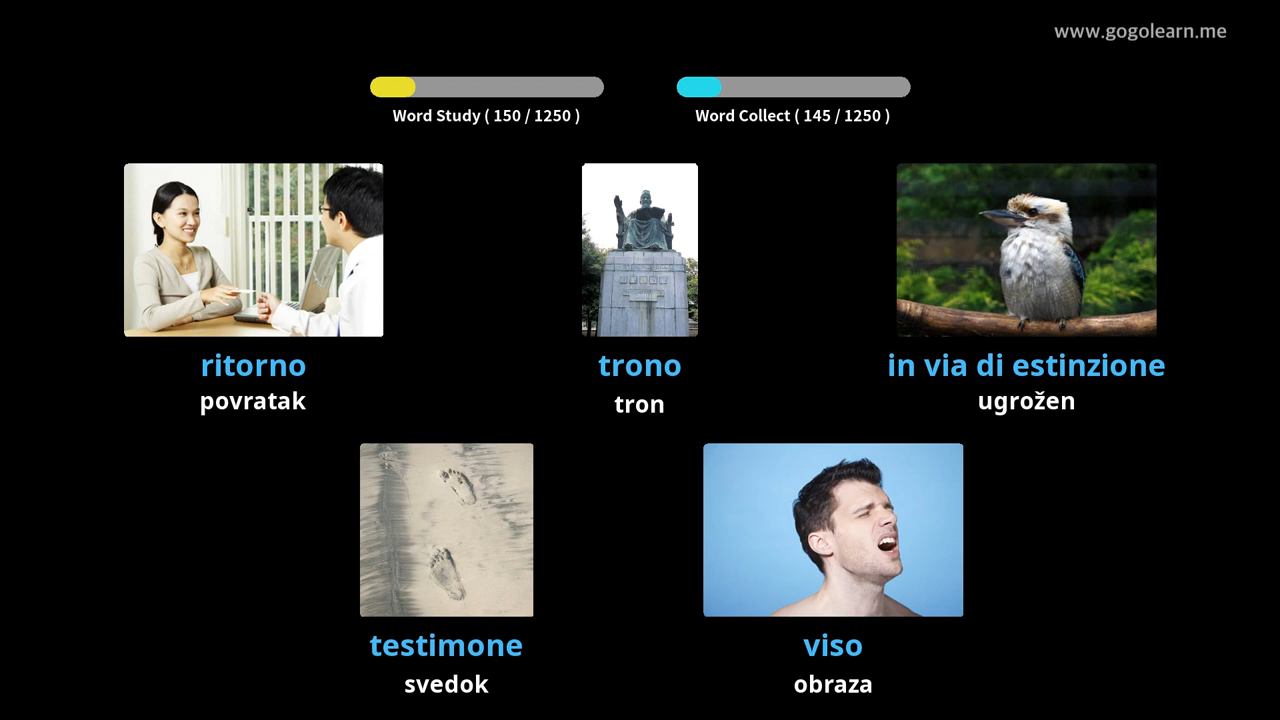 www.gogolearn.me
Word Study ( 150 / 1250 )
Word Collect ( 145 / 1250 )
ritorno
povratak
trono
tron
in via di estinzione
ugrožen
testimone
svedok
viso
obraza